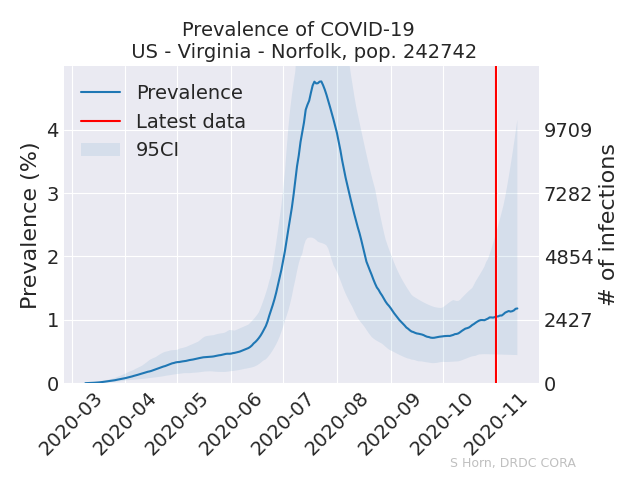 Prevalence of COVID-19
US - Virginia - Norfolk, pop. 242742
Prevalence
Latest data
95CI
Prevalence (%)
4
3
2
1
0
9709
7282
4854
2427
0
# of infections
2020-03
2020-04
2020-05
2020-06
2020-07
2020-08
2020-09
2020-10
2020-11
S Horn, DRDC CORA